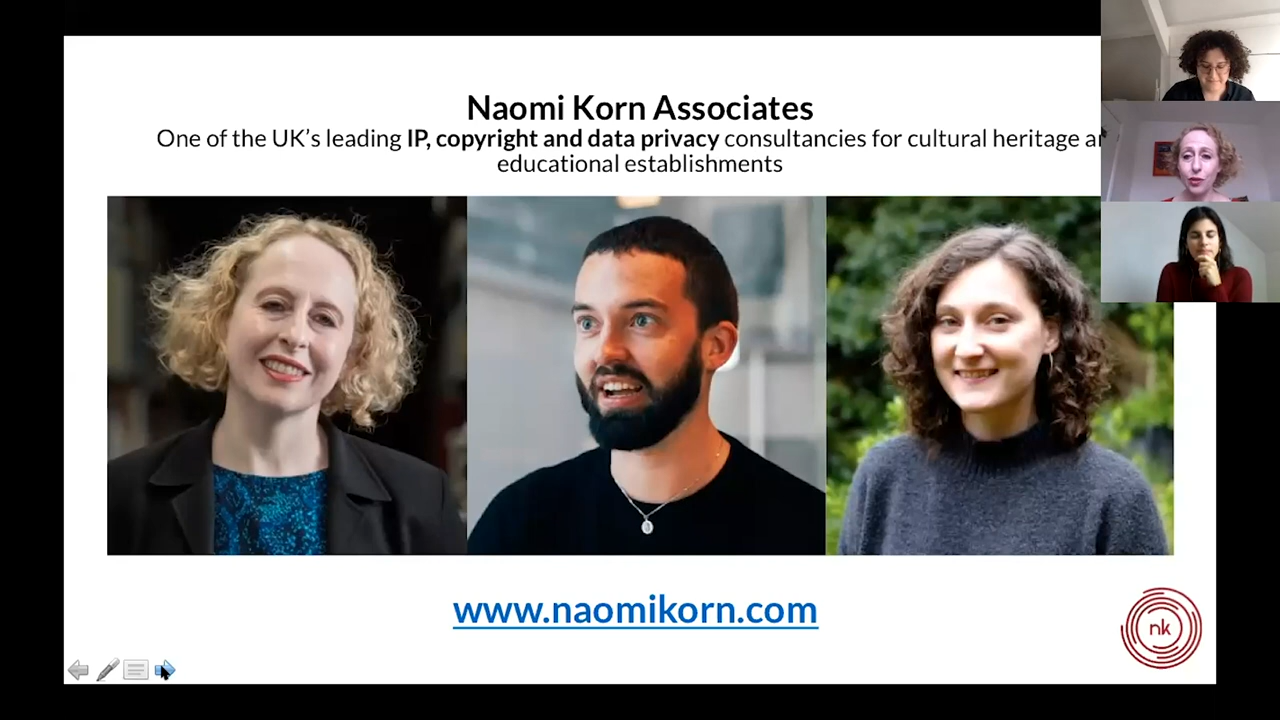 Naomi Korn Associates
One of the UK's leading IP, copyright and data privacy consultancies for cultural heritage
educational establishments
www.naomikorn.com
nk